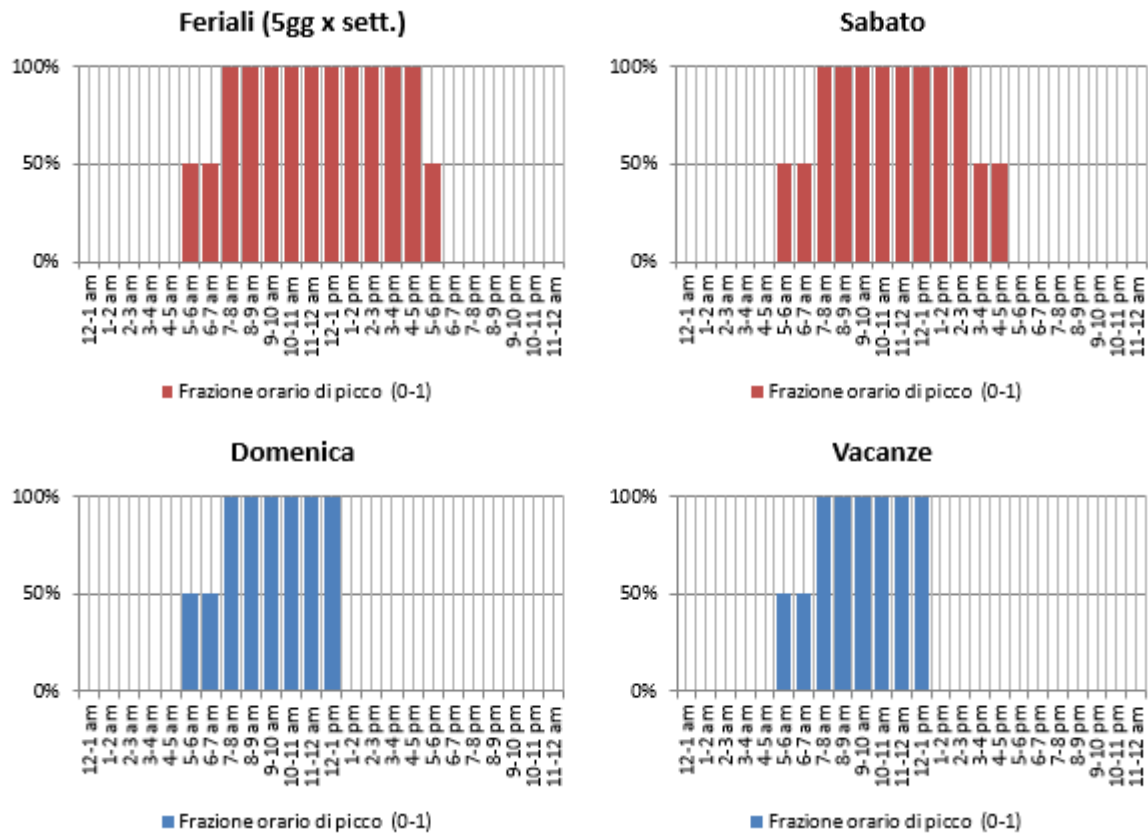 Feriali (5gg x sett.)
100%
50%
0%
12-1 am
1-2 am
2-3 am
3-4 am
4-5 am
5-6 am
6-7 am
7-8 am
8-9 am
9-10 am
10-11 am
11-12 am
12-1 pm
1-2 pm
2-3 pm
3-4 pm
4-5 pm
5-6 pm
6-7 pm
7-8 pm
8-9 pm
9-10 pm
10-11 pm
11-12 am
Frazione orario di picco (0-1)
Sabato
100%
50%
0%
12-1 am
1-2 am
2-3 am
3-4 am
4-5 am
5-6 am
6-7 am
7-8 am
8-9 am
9-10 am
10-11 am
11-12 am
12-1 pm
1-2 pm
2-3 pm
3-4 pm
4-5 pm
5-6 pm
6-7 pm
7-8 pm
8-9 pm
9-10 pm
10-11 pm
11-12 am
Frazione orario di picco (0-1)
Domenica
100%
50%
0%
12-1 am
1-2 am
2-3 am
3-4 am
4-5 am
5-6 am
6-7 am
7-8 am
8-9 am
9-10 am
10-11 am
11-12 am
12-1 pm
1-2 pm
2-3 pm
3-4 pm
4-5 pm
5-6 pm
6-7 pm
7-8 pm
8-9 pm
9-10 pm
10-11 pm
11-12 am
Frazione orario di picco (0-1)
Vacanze
100%
50%
0%
12-1 am
1-2 am
2-3 am
3-4 am
4-5 am
5-6 am
6-7 am
7-8 am
8-9 am
9-10 am
10-11 am
11-12 am
12-1 pm
1-2 pm
2-3 pm
3-4 pm
4-5 pm
5-6 pm
6-7 pm
7-8 pm
8-9 pm
9-10 pm
10-11 pm
11-12 am
Frazione orario di picco (0-1)